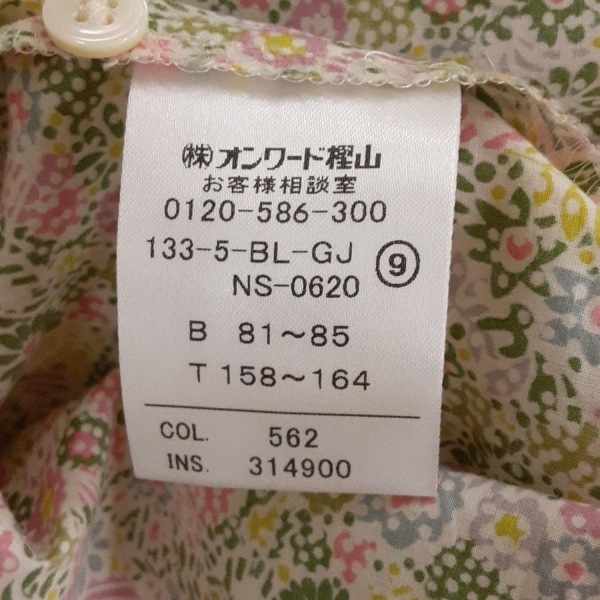 ㈱オンワード樫山
お客様相談室
0120-586-300
133-5-BL-GJ ⑨
NS-0620
B 81～85
T 158～164
COL. 562
INS. 314900